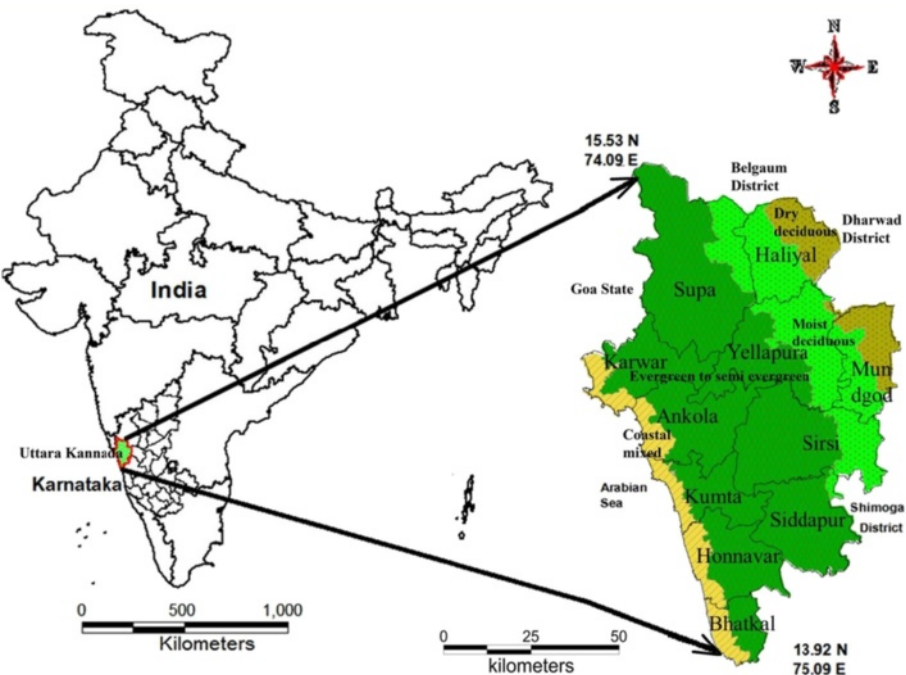 N
W E
S
15.53 N
74.09 E
Belgaum
District
Dry
deciduous
Dharwad
District
Haliyal
India
Goa State
Supa
Moist
deciduous
Yellapura
Karwar
Evergreen to semi evergreen
Mun
dgod
Ankola
Coastal
mixed
Sirsi
Uttara Kannada
Karnataka
Arabian
Sea
Kumta
Shimoga
District
Siddapur
Honnavar
Bhatkal
0 500 1,000
Kilometers
0 25 50
kilometers
13.92 N
75.09 E